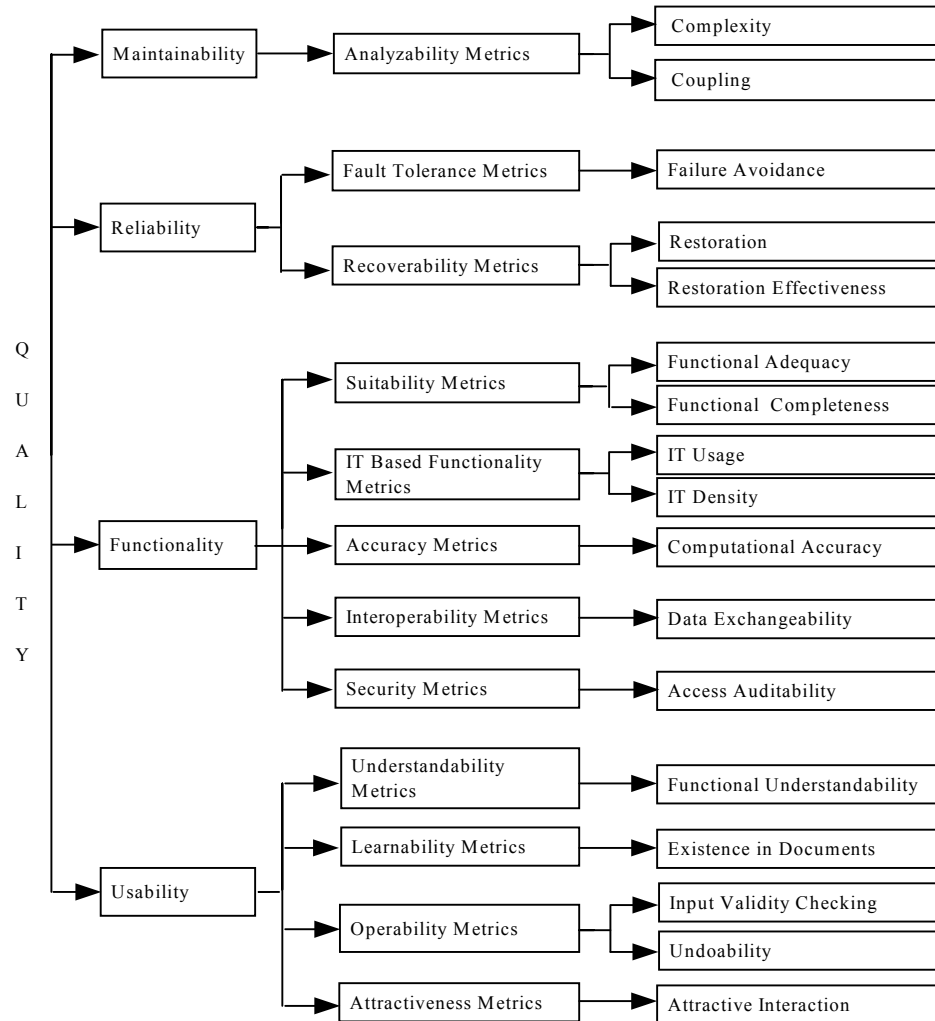 QUALITY
Maintainability
Analyzability Metrics
Complexity
Coupling
Reliability
Fault Tolerance Metrics
Failure Avoidance
Recoverability Metrics
Restoration
Restoration Effectiveness
Functionality
Suitability Metrics
Functional Adequacy
Functional Completeness
IT Based Functionality
Metrics
IT Usage
IT Density
Accuracy Metrics
Computational Accuracy
Interoperability Metrics
Data Exchangeability
Security Metrics
Access Auditability
Usability
Understandability
Metrics
Functional Understandability
Learnability Metrics
Existence in Documents
Operability Metrics
Input Validity Checking
Undoability
Attractiveness Metrics
Attractive Interaction